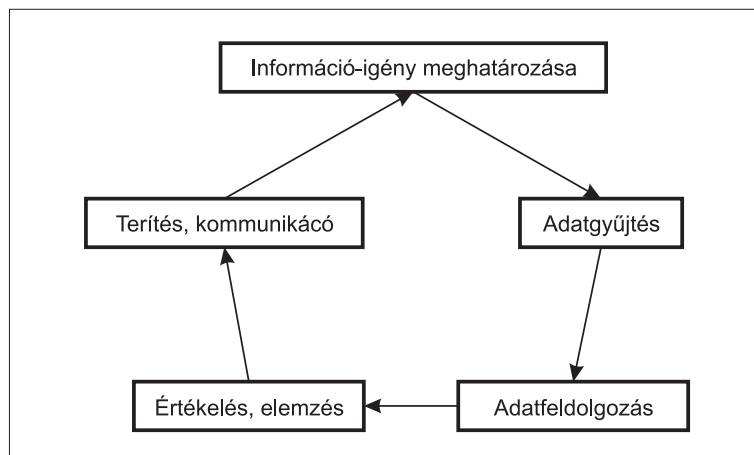 Információ-igény meghatározása
Terítés, kommunikácó
Adatgyűjtés
Értékelés, elemzés
Adatfeldolgozás